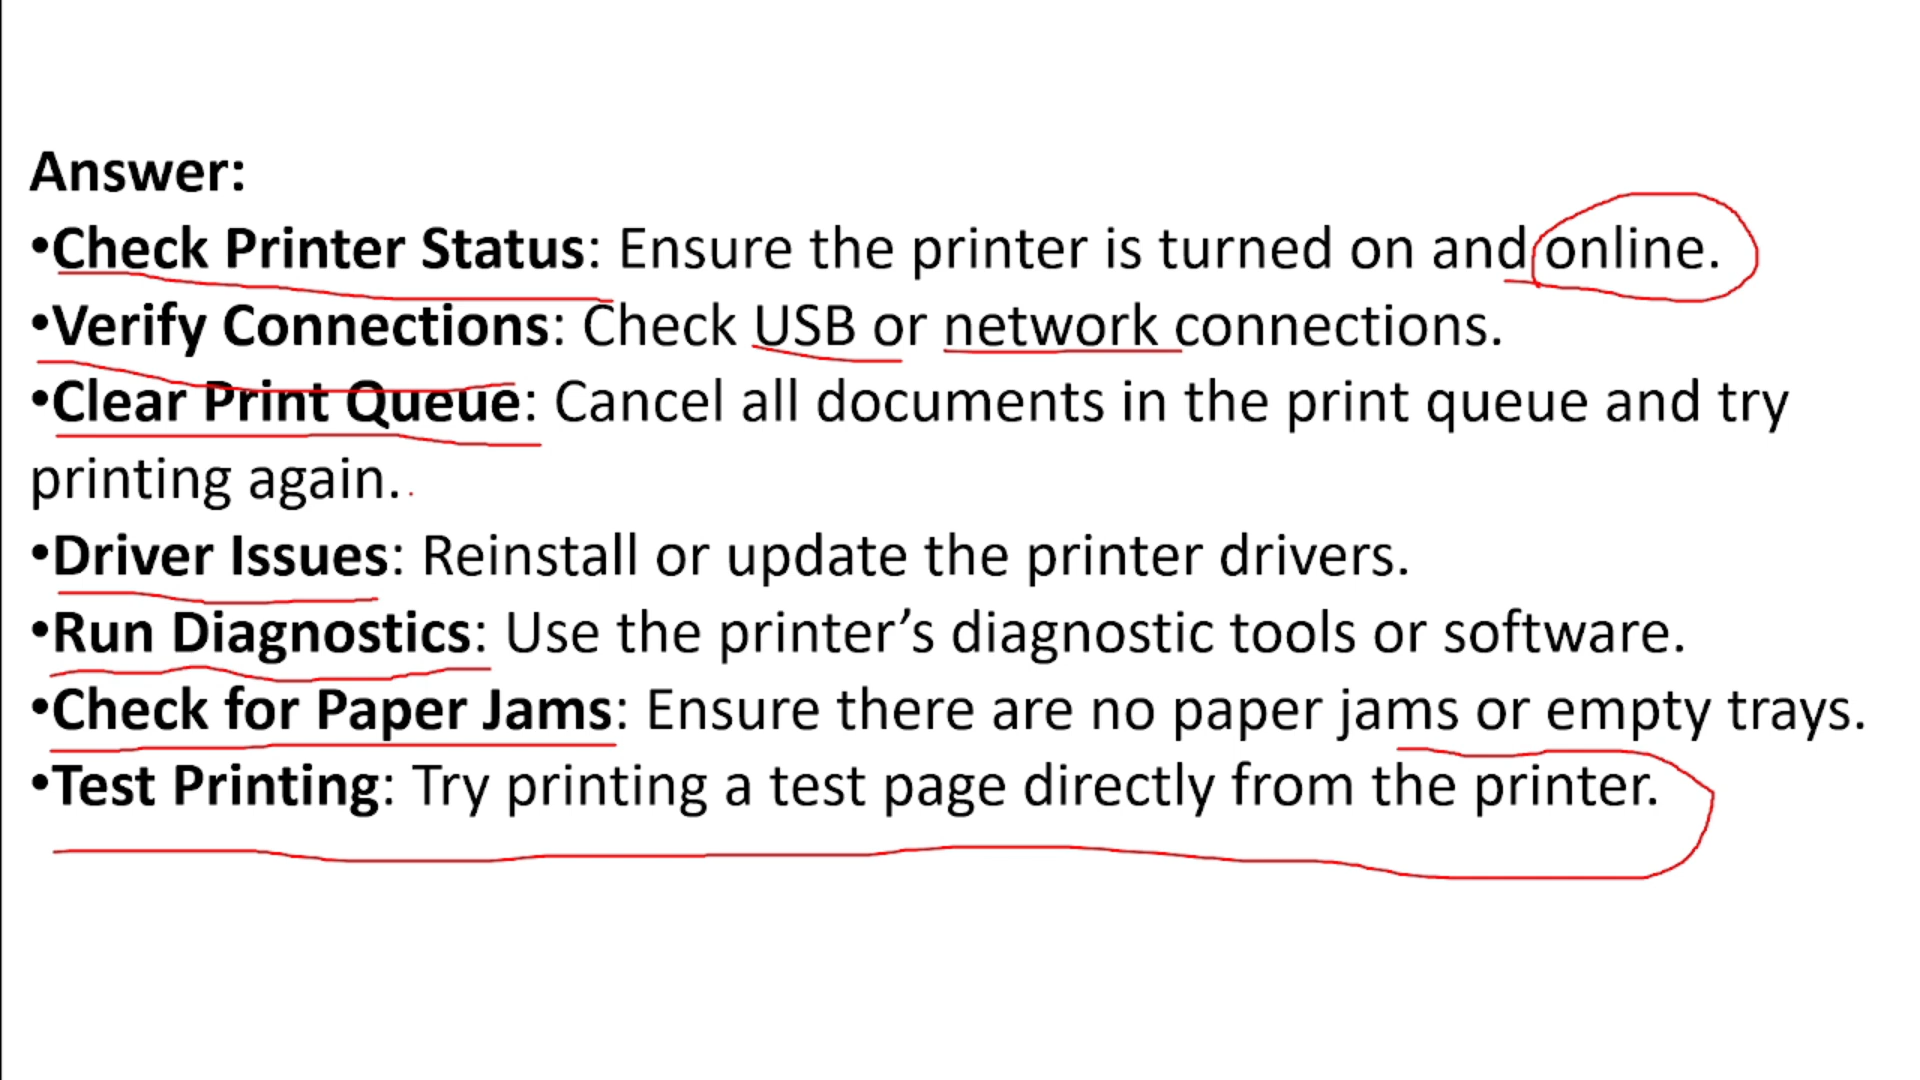 Answer:
•Check Printer Status: Ensure the printer is turned on and online.
•Verify Connections: Check USB or network connections.
•Clear Print Queue: Cancel all documents in the print queue and try
printing again.
•Driver Issues: Reinstall or update the printer drivers.
•Run Diagnostics: Use the printer’s diagnostic tools or software.
•Check for Paper Jams: Ensure there are no paper jams or empty trays.
•Test Printing: Try printing a test page directly from the printer.